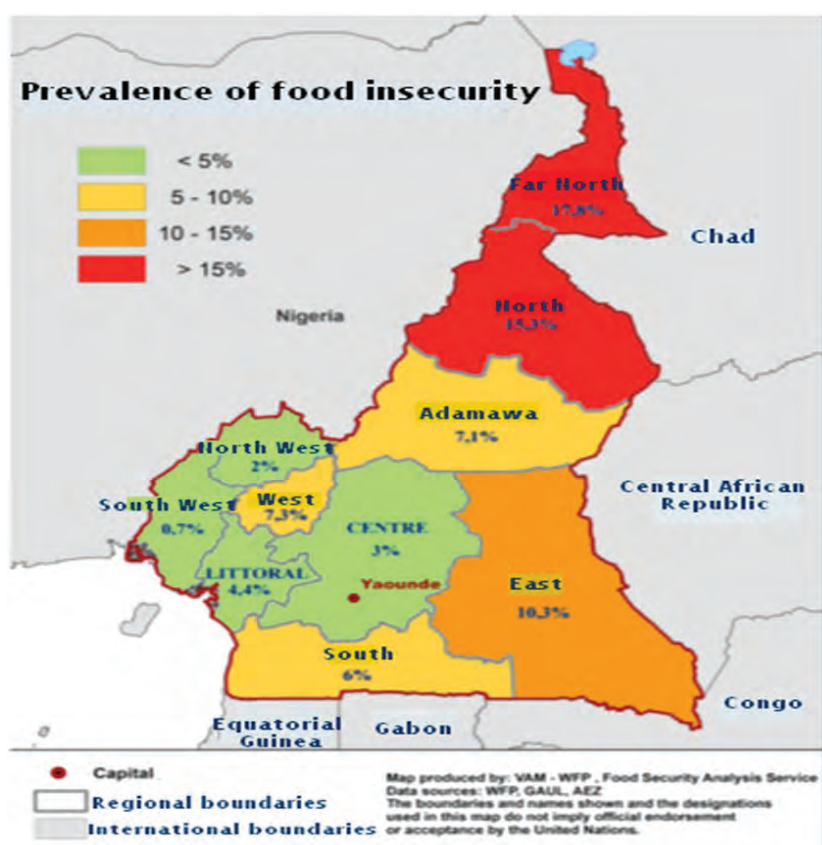 Prevalence of food insecurity
< 5%
5 - 10%
10 - 15%
> 15%
Far North
17,8%
Chad
Nigeria
North
15,3%
Adamawa
7,1%
North West
2%
Central African
Republic
South West
0,7%
West
7,3%
CENTRE
3%
LITTORAL
4,4%
Yaounde
East
10,3%
South
6%
Equatorial
Guinea
Gabon
Congo
Capital
Regional boundaries
International boundaries
Map produced by: VAM - WFP , Food Security Analysis Service
Data sources: WFP, GAUL, AEZ
The boundaries and names shown and the designations
used in this map do not imply official endorsement
or acceptance by the United Nations.